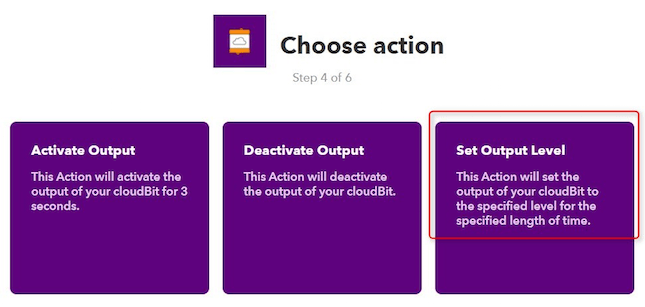 Choose action
Step 4 of 6
Activate Output
This Action will activate the
output of your cloudBit for 3
seconds.
Deactivate Output
This Action will deactivate
the output of your cloudBit.
Set Output Level
This Action will set the
output of your cloudBit to
the specified level for the
specified length of time.